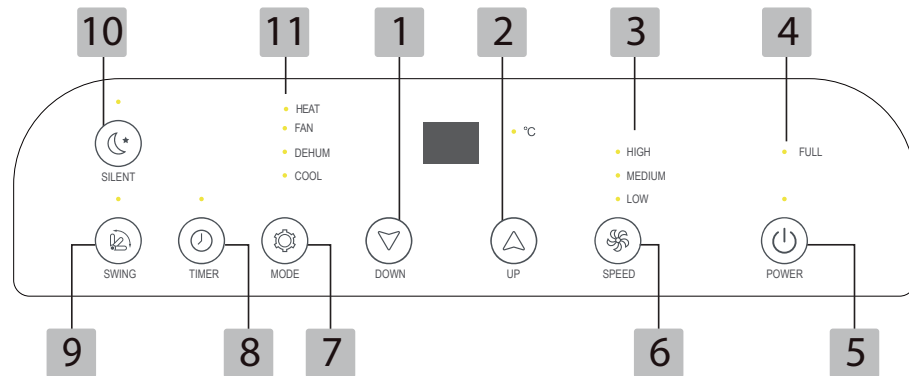 10 11 1 2 3 4
HEAT
FAN
DEHUM
COOL
°C
HIGH
MEDIUM
LOW
FULL
SILENT
SWING TIMER MODE DOWN UP SPEED POWER
9 8 7 6 5